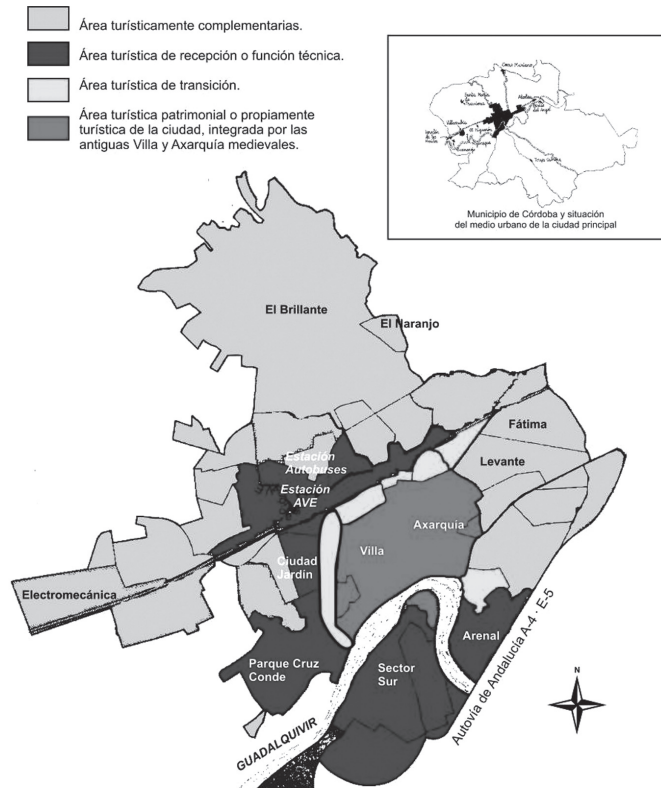 Área turísticamente complementarias.
Área turística de recepción o función técnica.
Área turística de transición.
Área turística patrimonial o propiamente
turística de la ciudad, integrada por las
antiguas Villa y Axarquía medievales.
Municipio de Córdoba y situación
del medio urbano de la ciudad principal
El Brillante
El Naranjo
Fátima
Levante
Estación
Autobuses
Estación
AVE
Axarquía
Villa
Ciudad
Jardín
Electromecánica
Arenal
Parque Cruz
Conde
Sector
Sur
GUADALQUIVIR
Autovía de Andalucía A-4 · E-5
N